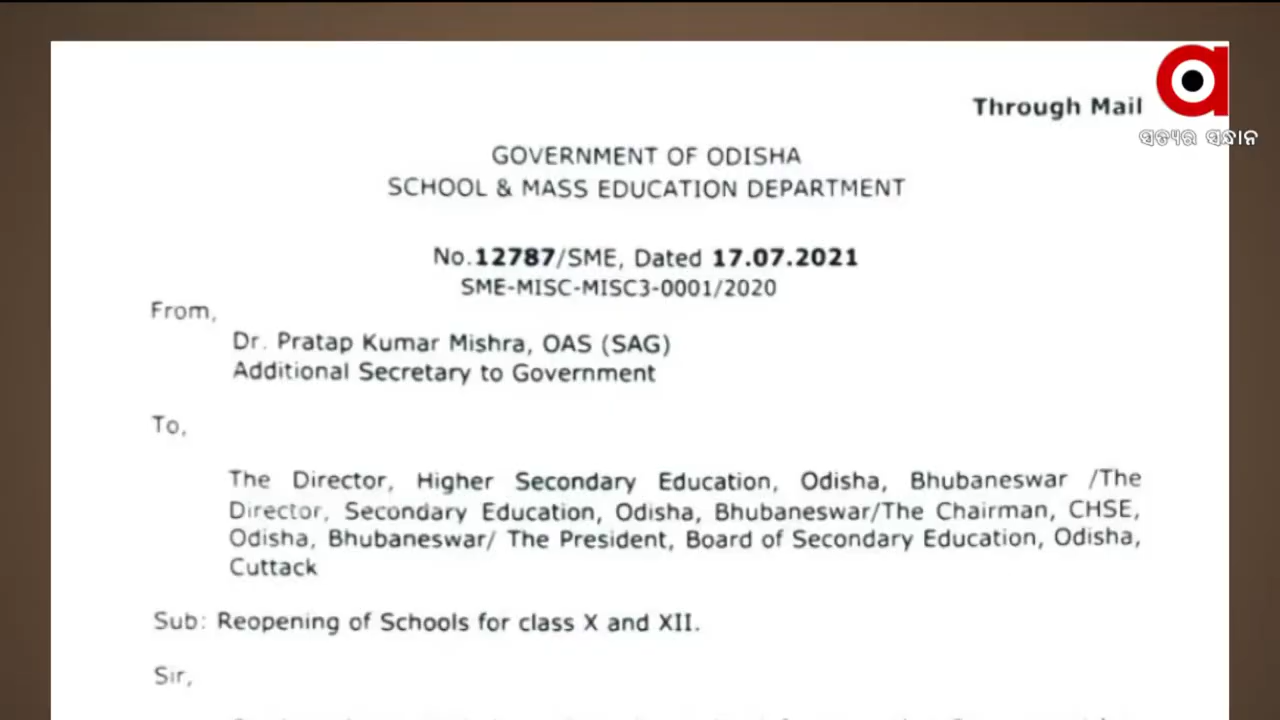 Through Mail
ସତ୍ୟର ସନ୍ଧାନ
GOVERNMENT OF ODISHA
SCHOOL & MASS EDUCATION DEPARTMENT
No.12787/SME, Dated 17.07.2021
SME-MISC-MISC3-0001/2020
From,
Dr. Pratap Kumar Mishra, OAS (SAG)
Additional Secretary to Government
To,
The Director, Higher Secondary Education, Odisha, Bhubaneswar /The
Director, Secondary Education, Odisha, Bhubaneswar/The Chairman, CHSE,
Odisha, Bhubaneswar/ The President, Board of Secondary Education, Odisha,
Cuttack
Sub: Reopening of Schools for class X and XII.
Sir,